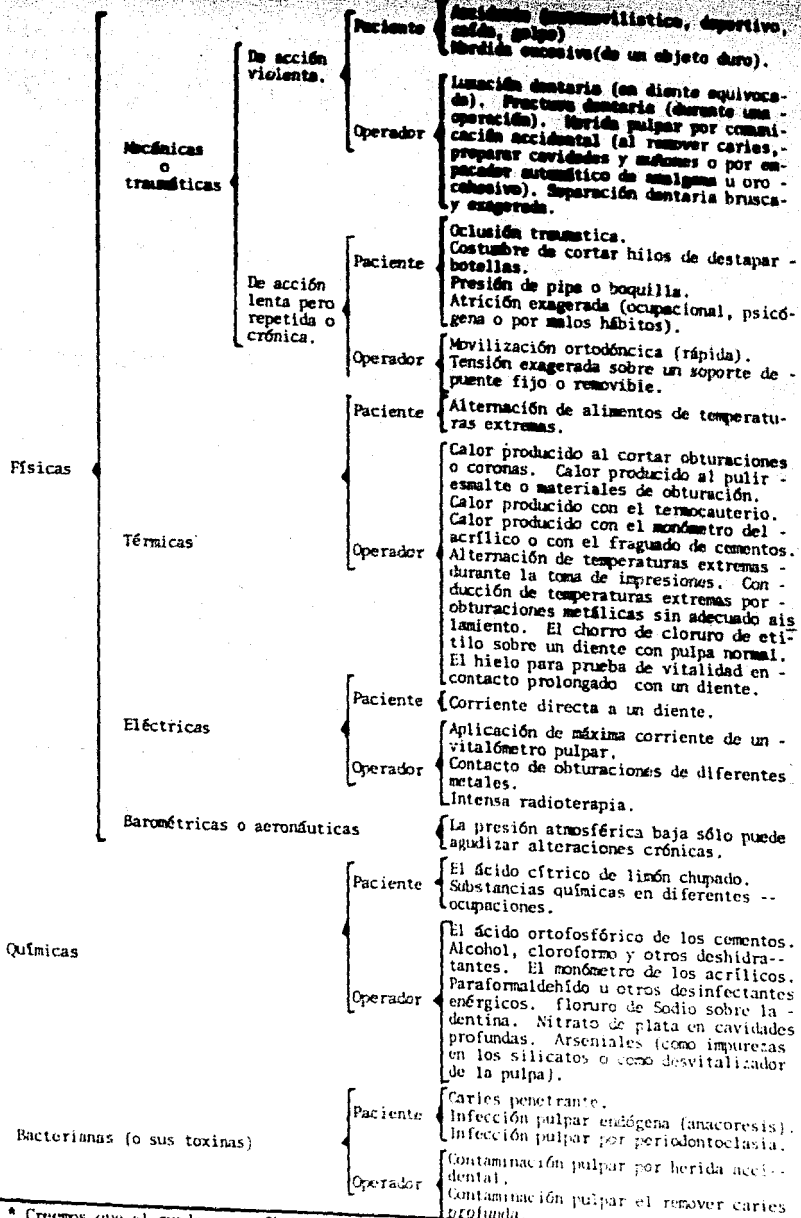 Físicas
Mecánicas
o
traumáticas
De acción
violenta.
Paciente
Accidente (automovilístico, deportivo,
caída, golpe)
Mordida excesiva(de un objeto duro).
Operador
Luxación dentaria (en diente equivoca-
do). Fractura dentaria (durante una -
operación). Herida pulpar por comuni-
cación accidental (al remover caries,-
preparar cavidades y muñones o por em-
pacador automático de amalgama u oro -
cohesivo). Separación dentaria brusca-
y exagerada.
De acción
lenta pero
repetida o
crónica.
Paciente
Oclusión traumatica.
Costumbre de cortar hilos de destapar -
botellas.
Presión de pipa o boquilla.
Atrición exagerada (ocupacional, psicó-
gena o por malos hábitos).
Operador
Movilización ortodóncica (rápida).
Tensión exagerada sobre un soporte de -
puente fijo o removible.
Térmicas
Paciente
Alternación de alimentos de temperatu-
ras extremas.
Operador
Calor producido al cortar obturaciones
o coronas. Calor producido al pulir -
esmalte o materiales de obturación.
Calor producido con el termocauterio.
Calor producido con el monómetro del -
acrílico o con el fraguado de cementos.
Alternación de temperaturas extremas -
durante la toma de impresiones. Con -
ducción de temperaturas extremas por -
obturaciones metálicas sin adecuado ais
lamiento. El chorro de cloruro de eti-
tilo sobre un diente con pulpa normal.
El hielo para prueba de vitalidad en -
contacto prolongado con un diente.
Eléctricas
Paciente
Corriente directa a un diente.
Operador
Aplicación de máxima corriente de un -
vitalómetro pulpar.
Contacto de obturaciones de diferentes
metales.
Intensa radioterapia.
Barométricas o aeronáuticas
La presión atmosférica baja sólo puede
agudizar alteraciones crónicas.
Químicas
Paciente
El ácido cítrico de limón chupado.
Substancias químicas en diferentes --
ocupaciones.
Operador
El ácido ortofosfórico de los cementos.
Alcohol, cloroformo y otros deshidra--
tantes. El monómetro de los acrílicos.
Paraformaldehído u otros desinfectantes
enérgicos. floruro de Sodio sobre la -
dentina. Nitrato de plata en cavidades
profundas. Arseniales (como impurezas
en los silicatos o como desvitalizador
de la pulpa).
Bacterianas (o sus toxinas)
Paciente
Caries penetrante.
Infección pulpar endógena (anacoresis).
Infección pulpar por periodontoclasia.
Operador
Contaminación pulpar por herida acci--
dental.
Contaminación pulpar el remover caries
profunda
* Creemos que el